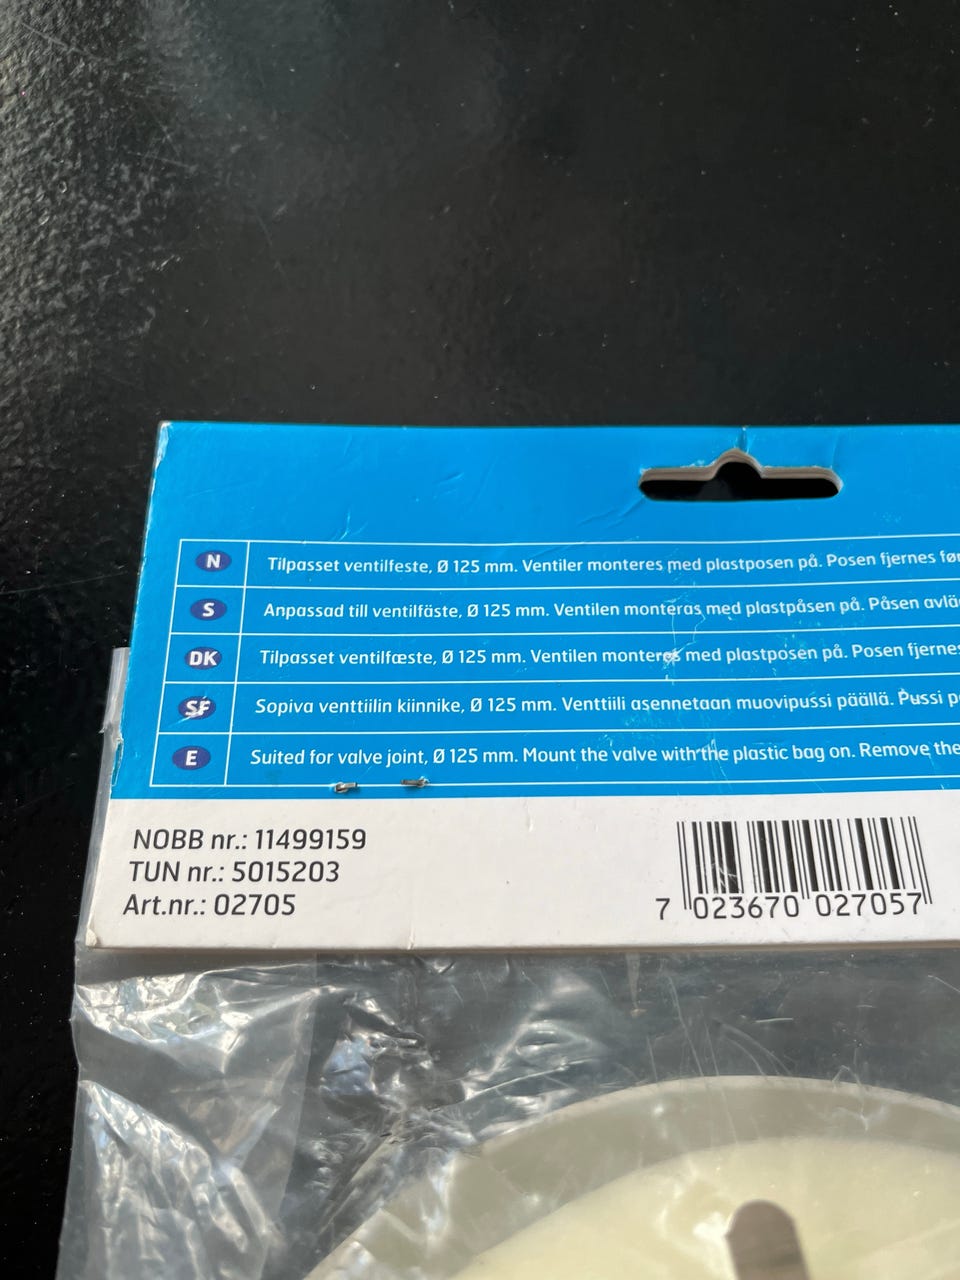 N Tilpasset ventilfeste, Ø 125 mm. Ventiler monteres med plastposen på. Posen fjernes
S Anpassad till ventilfäste, Ø 125 mm. Ventilen monteras med plastpåsen på. Påsen
DK Tilpasset ventilfæste, Ø 125 mm. Ventilen monteres med plastposen på. Posen fjernes
SF Sopiva venttiilin kiinnike, Ø 125 mm. Venttiili asennetaan muovipussi päällä. Pussi
E Suited for valve joint, Ø 125 mm. Mount the valve with the plastic bag on. Remove the
NOBB nr.: 11499159
TUN nr.: 5015203
Art.nr.: 02705
7 023670 027057